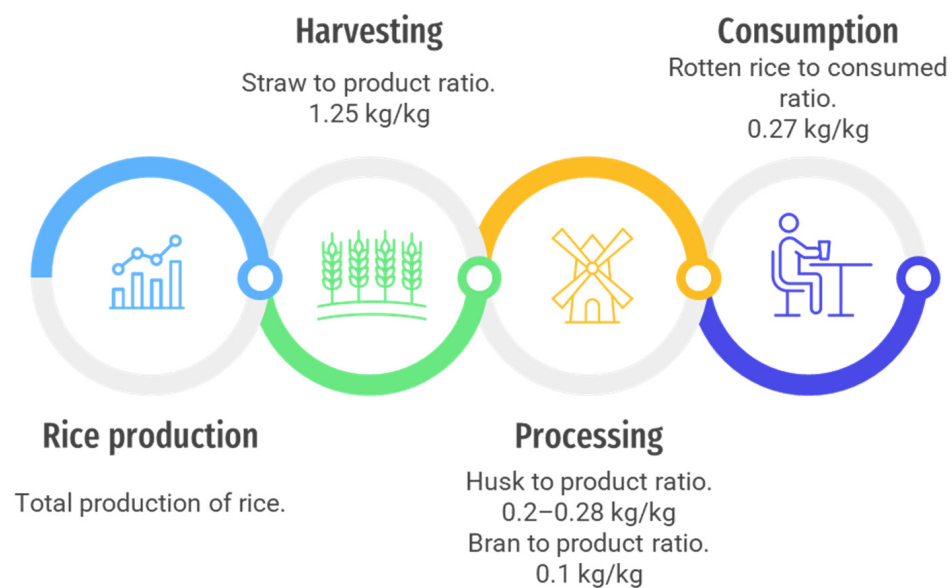 Harvesting
Straw to product ratio.
1.25 kg/kg
Consumption
Rotten rice to consumed
ratio.
0.27 kg/kg
Rice production
Total production of rice.
Processing
Husk to product ratio.
0.2–0.28 kg/kg
Bran to product ratio.
0.1 kg/kg